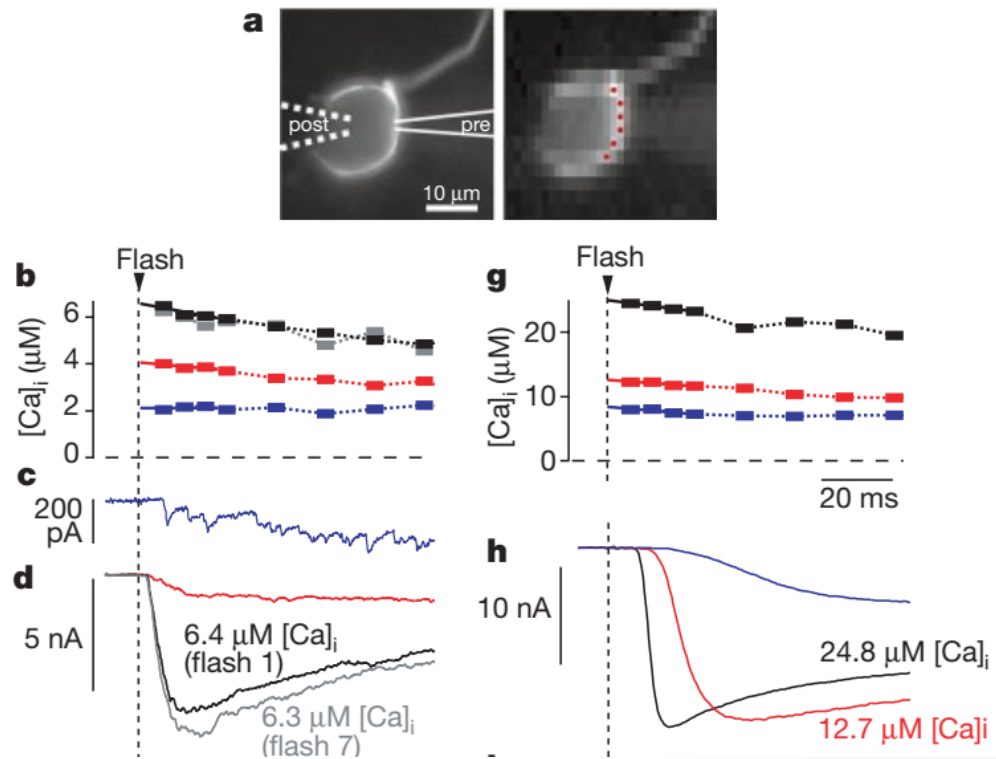 a
post
pre
10 μm
b
Flash
[Ca]i (μM)
6
4
2
0
c
200
pA
d
5 nA
6.4 μM [Ca]i
(flash 1)
6.3 μM [Ca]i
(flash 7)
g
Flash
[Ca]i (μM)
20
10
0
20 ms
h
10 nA
24.8 μM [Ca]i
12.7 μM [Ca]i